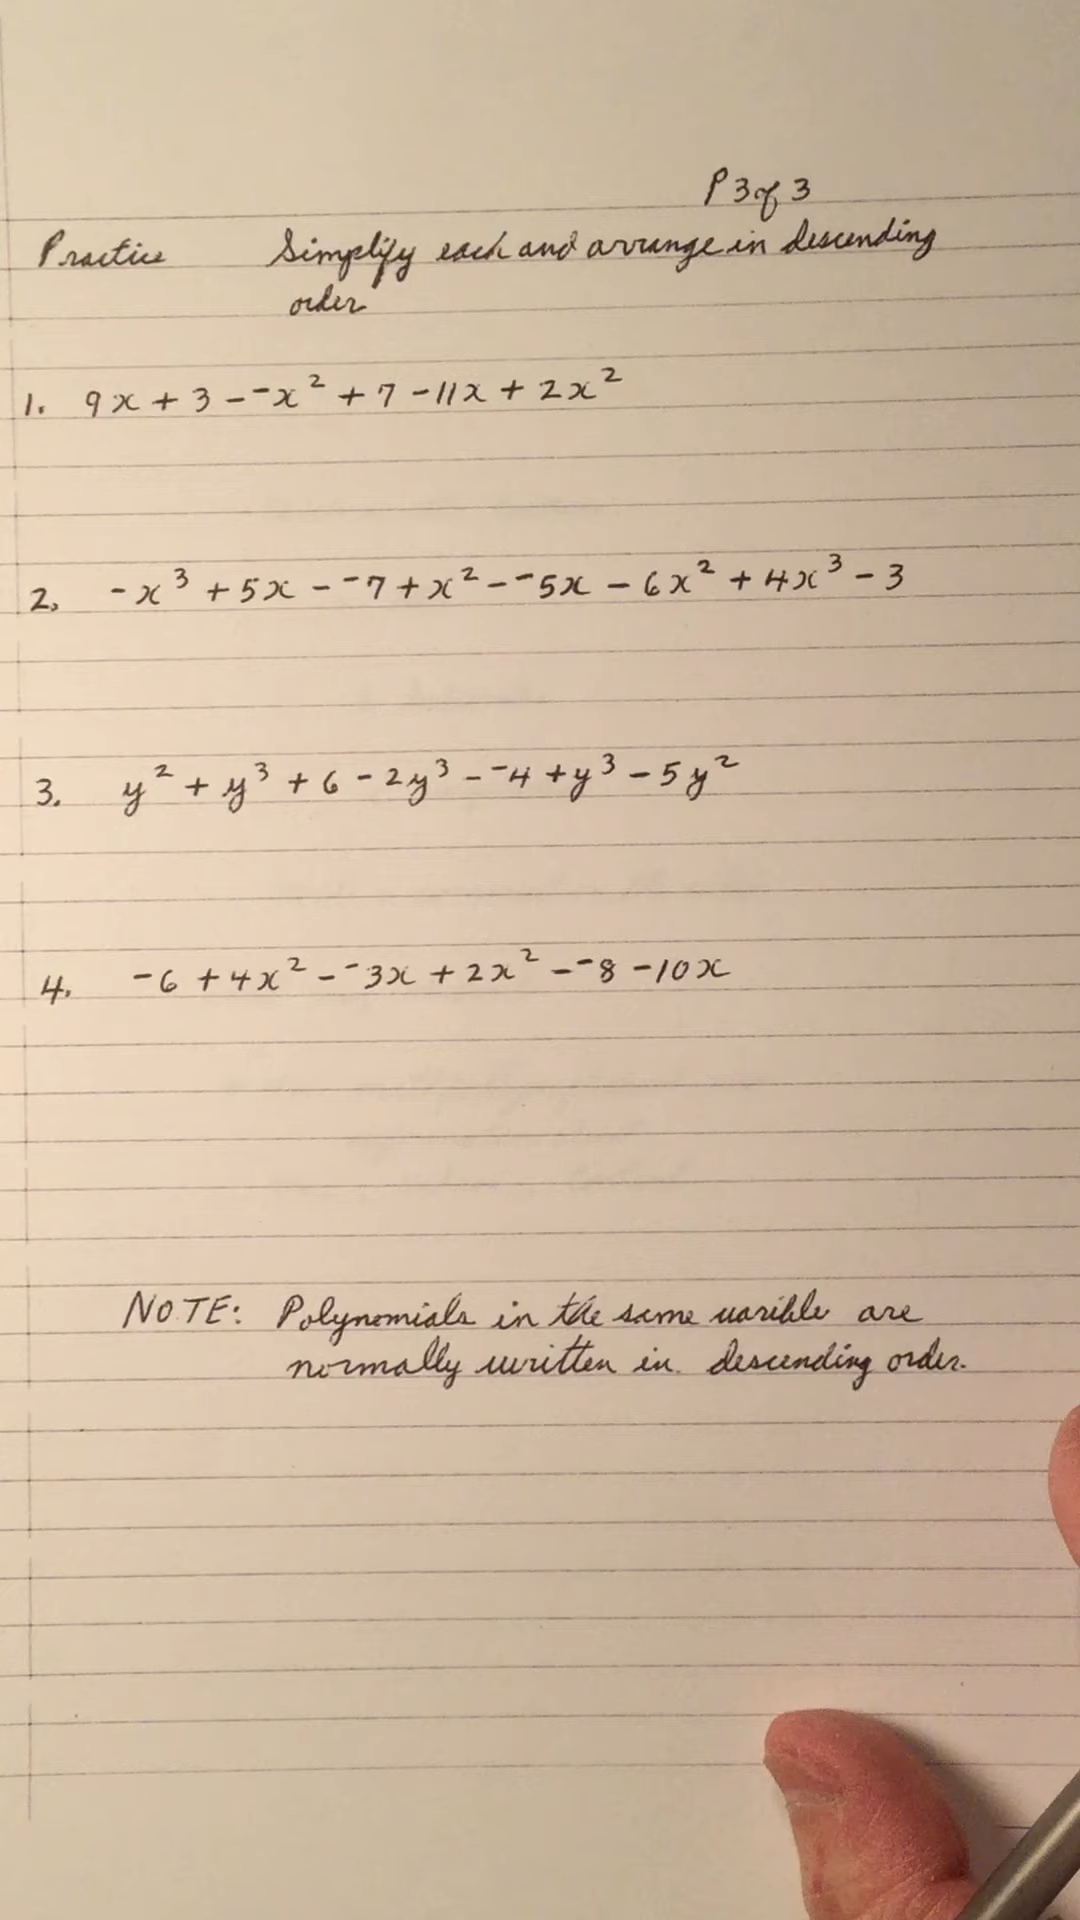 P 3 of 3
Practice Simplify each and arrange in descending
order
1. 9x + 3 - ⁻x² + 7 - 11x + 2x²
2. -x³ + 5x - ⁻7 + x² - ⁻5x - 6x² + 4x³ - 3
3. y² + y³ + 6 - 2y³ - ⁻4 + y³ - 5y²
4. ⁻6 + 4x² - ⁻3x + 2x² - ⁻8 - 10x
NOTE: Polynomials in the same varible are
normally written in descending order.